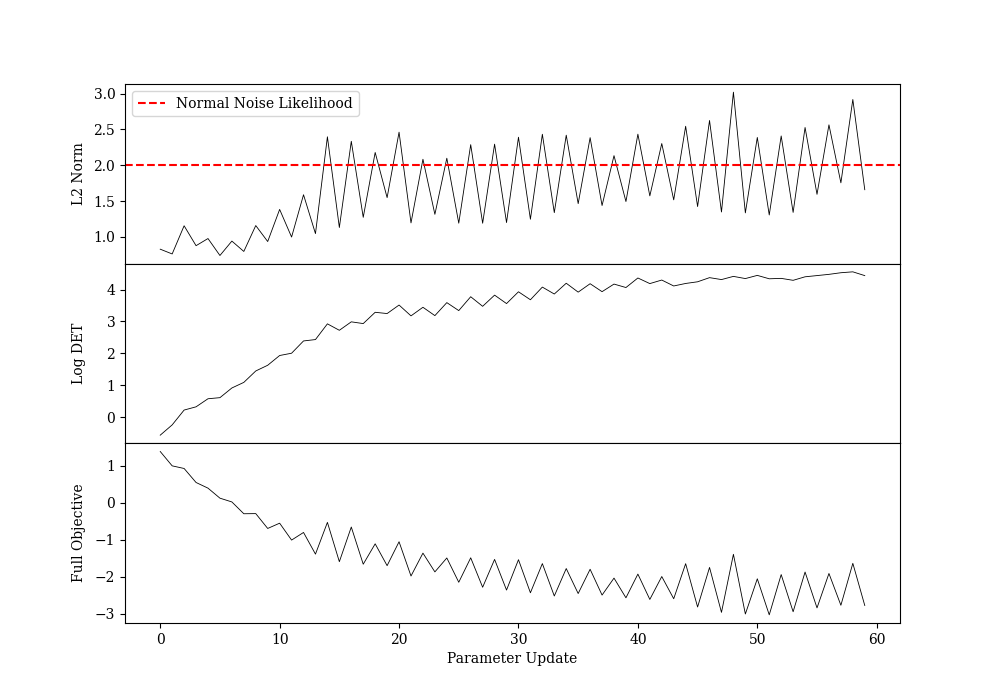 Normal Noise Likelihood
L2 Norm
3.0
2.5
2.0
1.5
1.0
Log DET
4
3
2
1
0
Full Objective
1
0
−1
−2
−3
0 10 20 30 40 50 60
Parameter Update